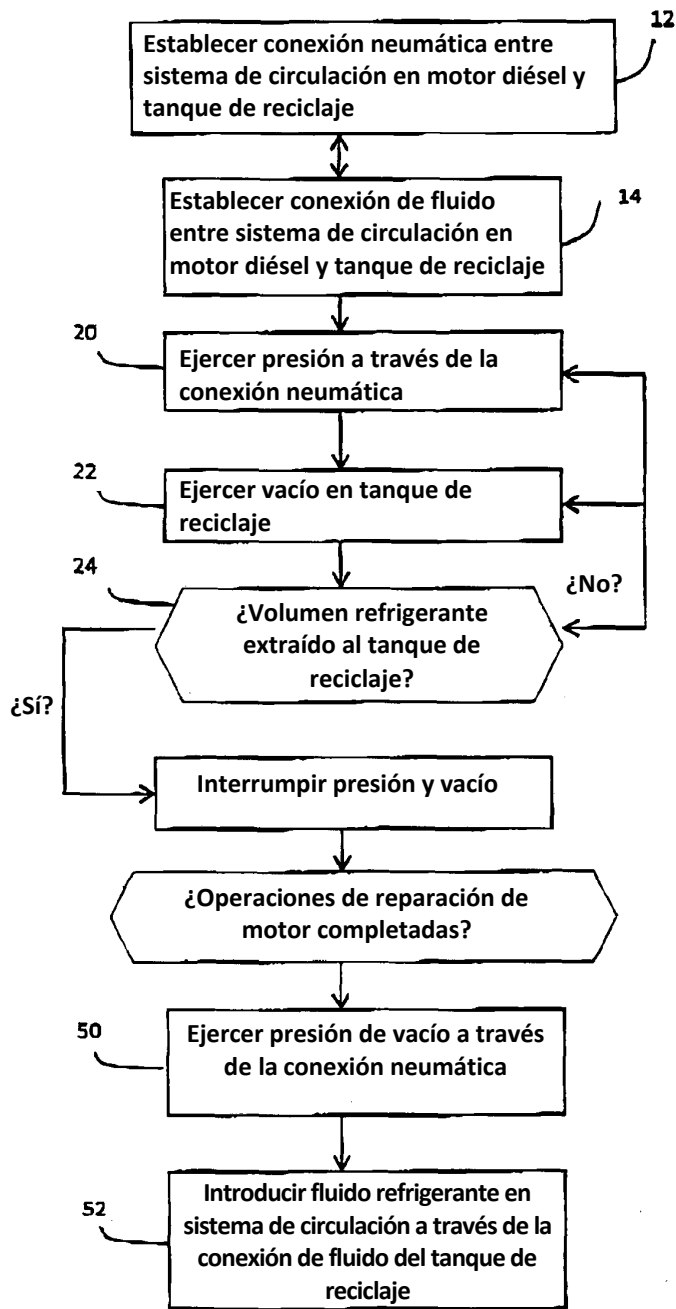 12
Establecer conexión neumática entre
sistema de circulación en motor diésel y
tanque de reciclaje
Establecer conexión de fluido
entre sistema de circulación en
motor diésel y tanque de reciclaje
14
20
Ejercer presión a través de la
conexión neumática
22
Ejercer vacío en tanque de
reciclaje
24
¿No?
¿Volumen refrigerante
extraído al tanque de
reciclaje?
¿Sí?
Interrumpir presión y vacío
¿Operaciones de reparación de
motor completadas?
50
Ejercer presión de vacío a través
de la conexión neumática
52
Introducir fluido refrigerante en
sistema de circulación a través de la
conexión de fluido del tanque de
reciclaje